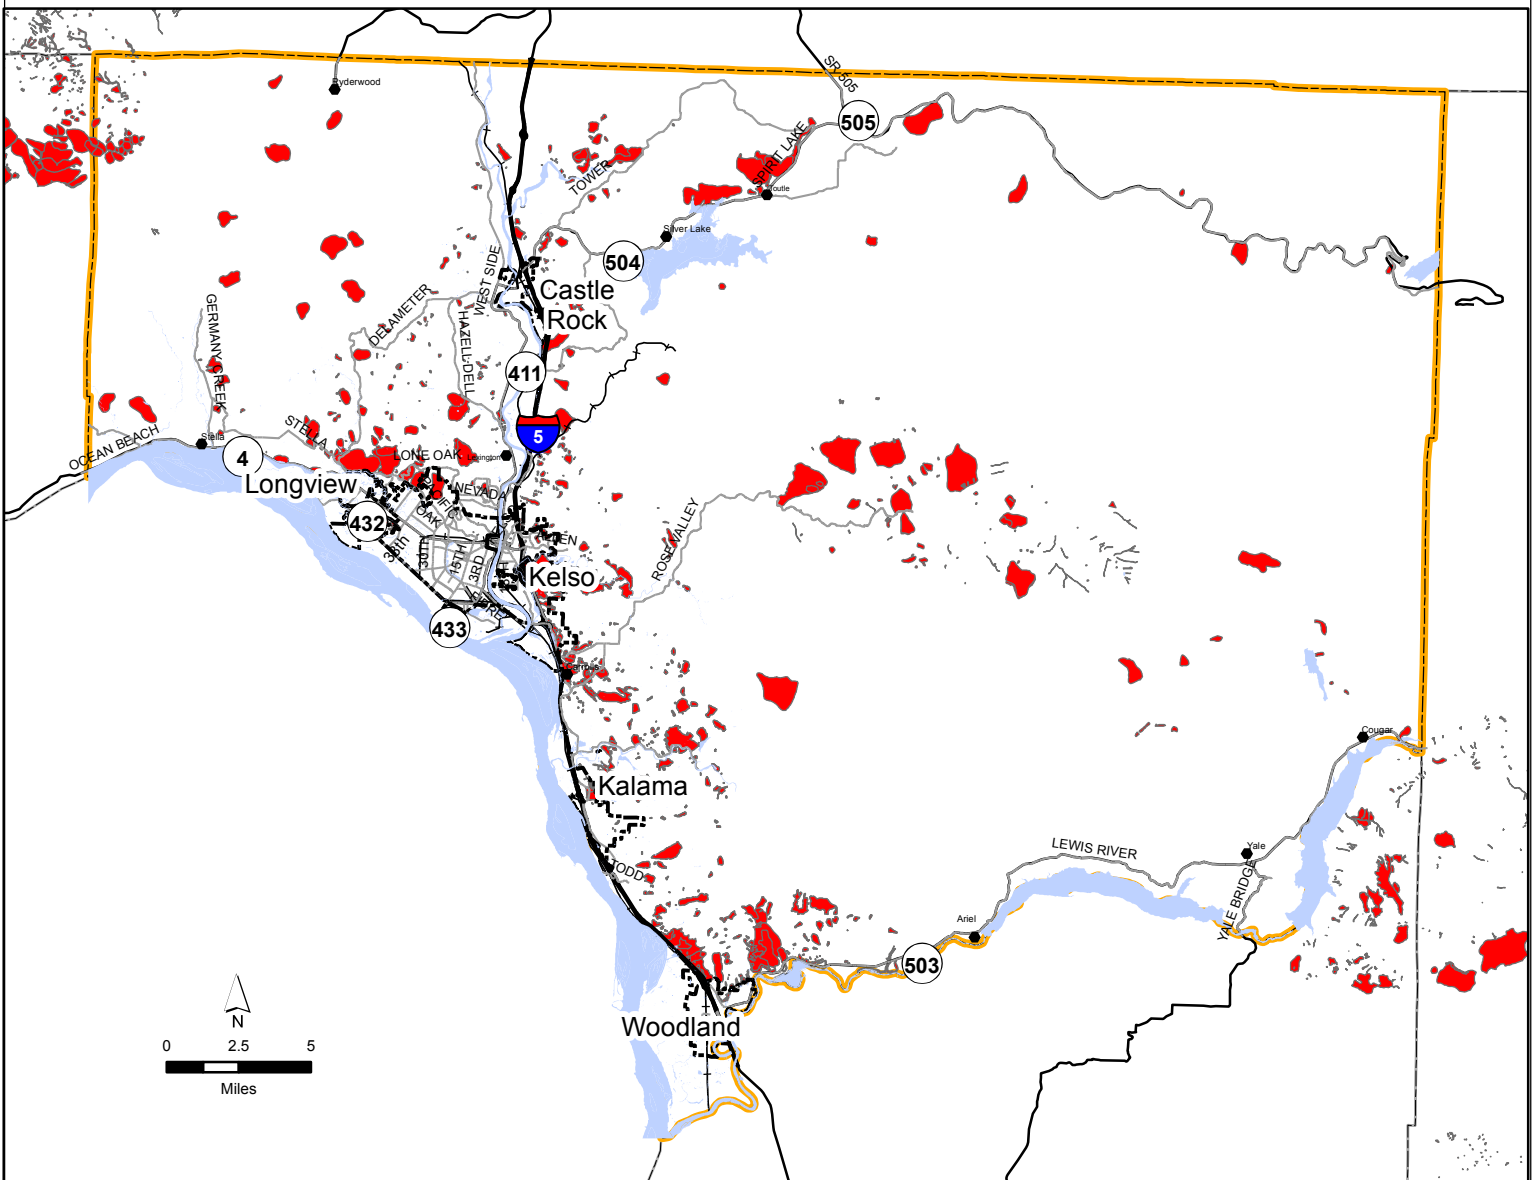 SR 505
Ryderwood
505
SPIRIT LAKE
TOWER
Toutle
Silver Lake
504
WEST SIDE
Castle
Rock
DELAMETER
HAZELL DELL
GERMANY CREEK
411
5
STELLA
OCEAN BEACH
Stella
4
LONE OAK
Lexington
Longview
NEVADA
PACIFIC
OAK
432
38th
30TH
15TH
3RD
ALLEN
ROSE VALLEY
Kelso
433
Carrolls
Cougar
Kalama
TODD
LEWIS RIVER
Yale
YALE BRIDGE
Ariel
503
Woodland
N
0 2.5 5
Miles